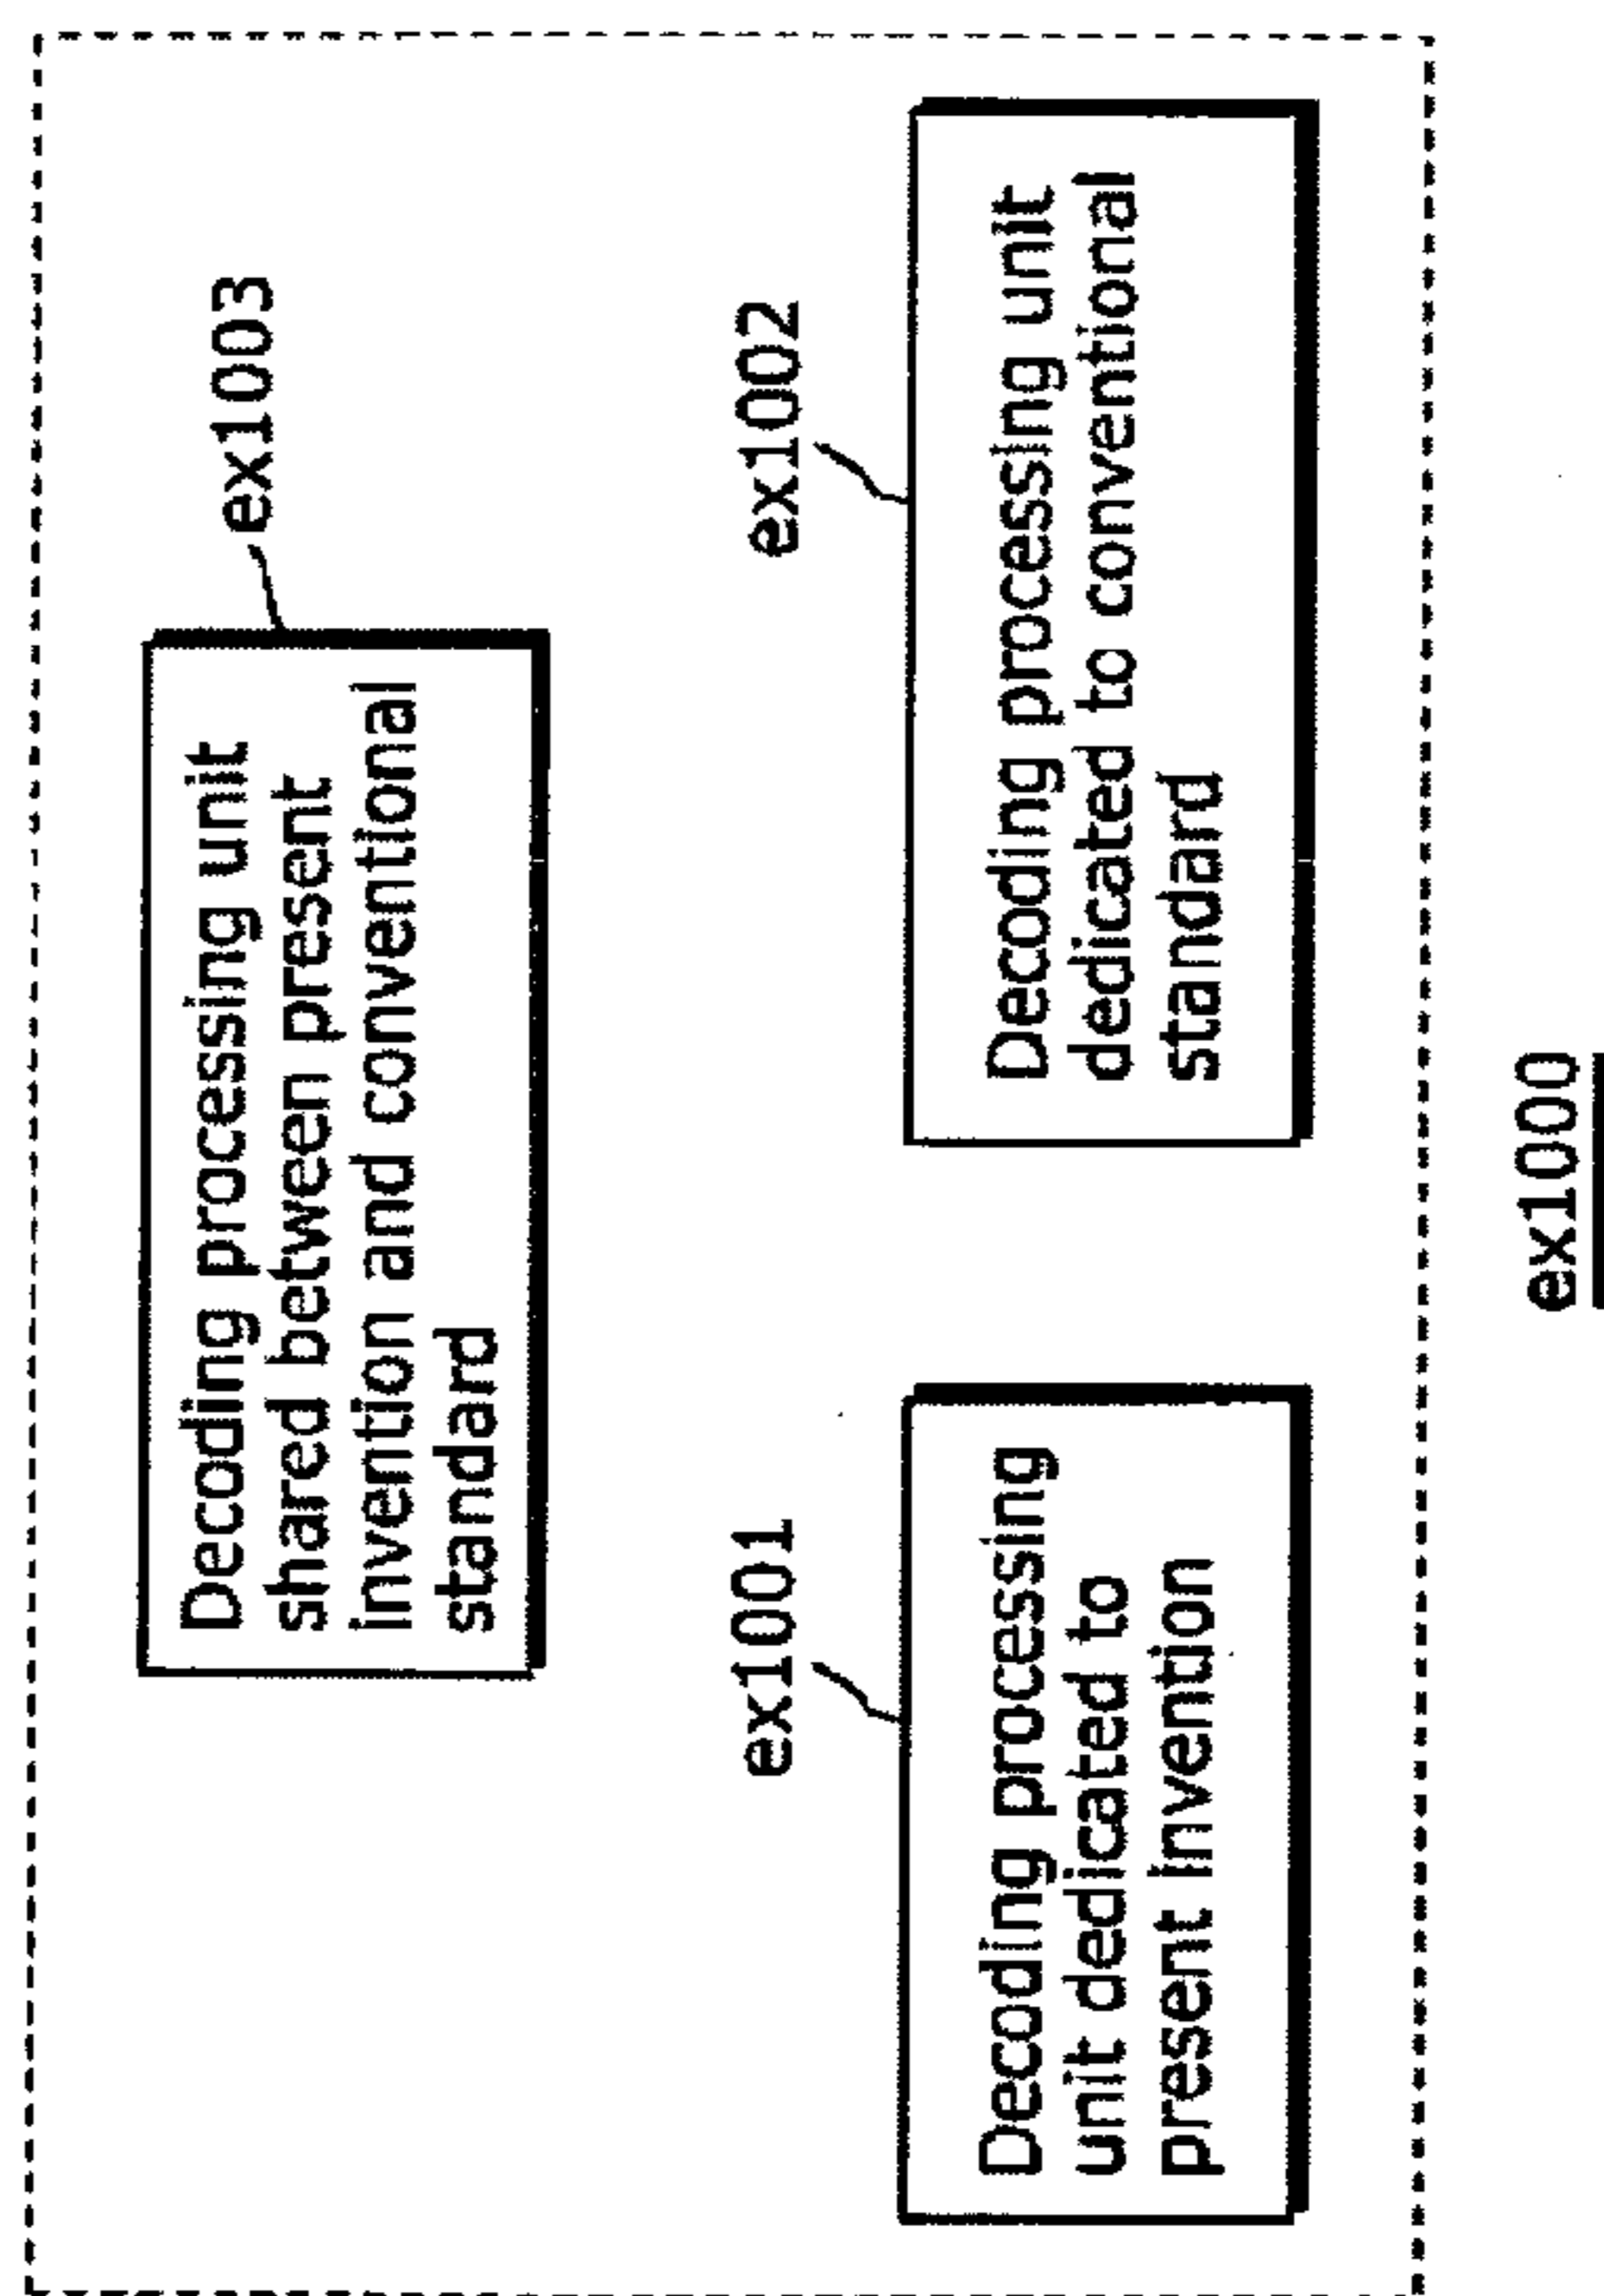 ex1003
Decoding processing unit
shared between present
invention and conventional
standard
ex1001
Decoding processing
unit dedicated to
present invention
ex1002
Decoding processing unit
dedicated to conventional
standard
ex1000